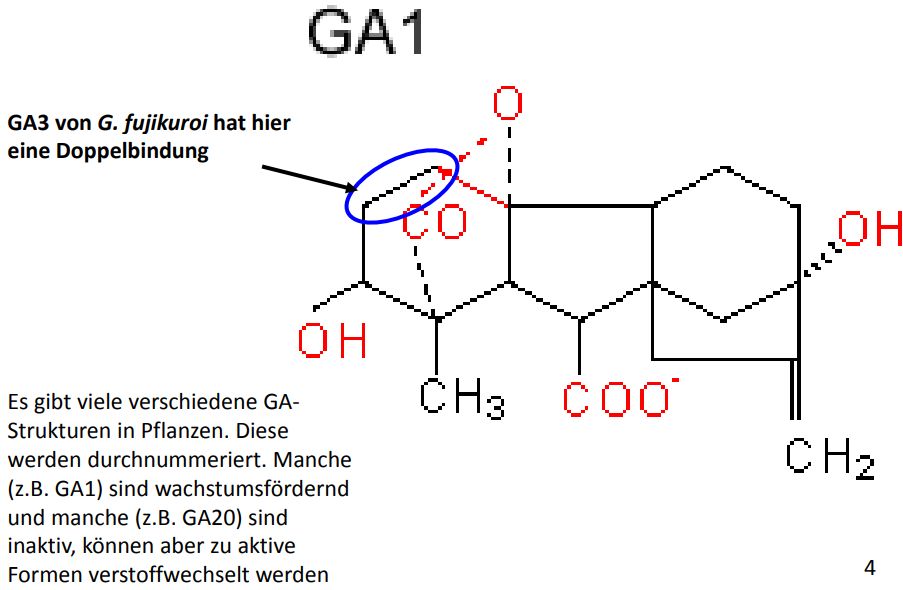 GA1
GA3 von G. fujikuroi hat hier
eine Doppelbindung
O
CO
OH
OH
CH3
COO-
CH2
Es gibt viele verschiedene GA-
Strukturen in Pflanzen. Diese
werden durchnummeriert. Manche
(z.B. GA1) sind wachstumsfördernd
und manche (z.B. GA20) sind
inaktiv, können aber zu aktive
Formen verstoffwechselt werden
4